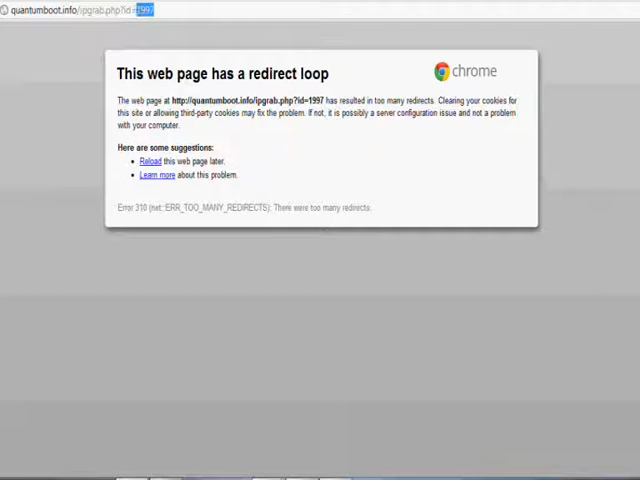 quantumboot.info/ipgrab.php?id=1997
This web page has a redirect loop
chrome
The web page at http://quantumboot.info/ipgrab.php?id=1997 has resulted in too many redirects. Clearing your cookies for
this site or allowing third-party cookies may fix the problem. If not, it is possibly a server configuration issue and not a problem
with your computer.
Here are some suggestions:
• Reload this web page later.
• Learn more about this problem.
Error 310 (net::ERR_TOO_MANY_REDIRECTS): There were too many redirects.